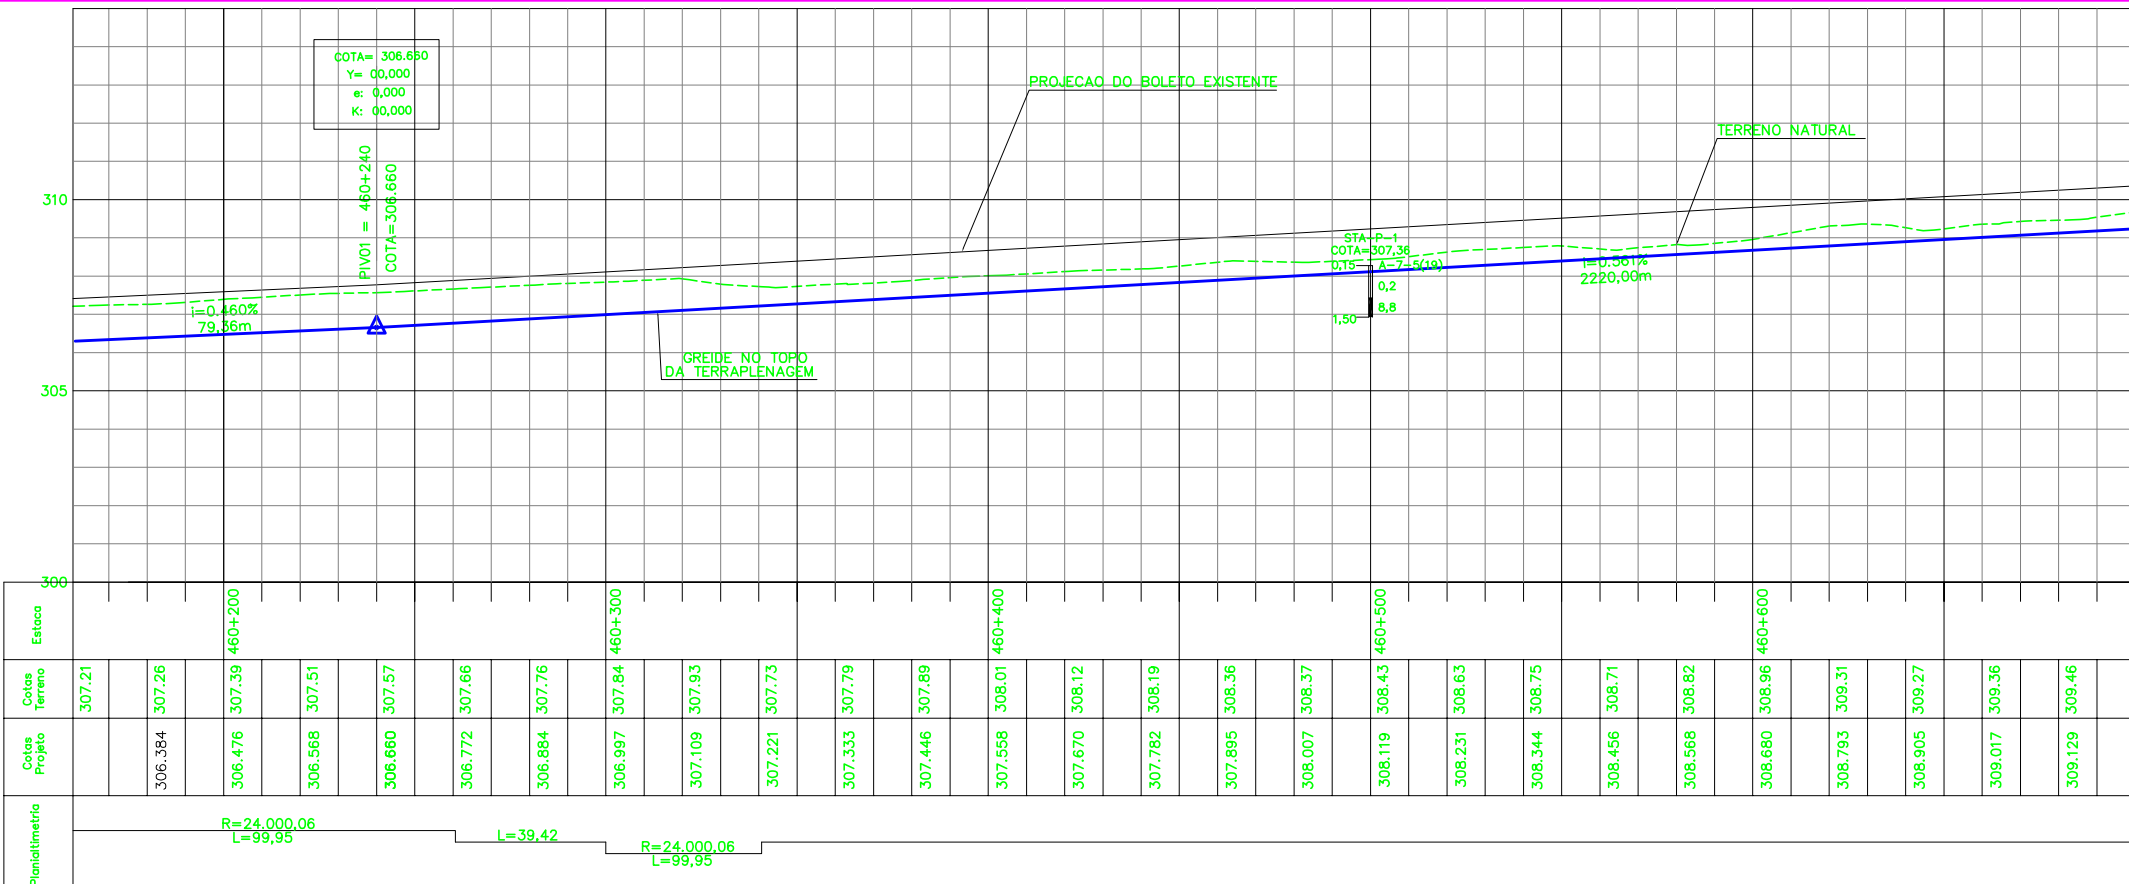 COTA= 306.660
Y= 00,000
e: 0,000
K: 00,000
PIV01 = 460+240
COTA=306.660
PROJECAO DO BOLETO EXISTENTE
TERRENO NATURAL
310
305
300
i=0.460%
79,36m
GREIDE NO TOPO
DA TERRAPLENAGEM
STA-P-1
COTA=307,36
0,15 A-7-5(19)
0,2
8,8
1,50
i=0.561%
2220,00m
Estaca
460+200 460+300 460+400 460+500 460+600
Cotas
Terreno
307.21 307.26 307.39 307.51 307.57 307.66 307.76 307.84 307.93 307.73 307.79 307.89 308.01 308.12 308.19 308.36 308.37 308.43 308.63 308.75 308.71 308.82 308.96 309.31 309.27 309.36 309.46
Cotas
Projeto
306.384 306.476 306.568 306.660 306.772 306.884 306.997 307.109 307.221 307.333 307.446 307.558 307.670 307.782 307.895 308.007 308.119 308.231 308.344 308.456 308.568 308.680 308.793 308.905 309.017 309.129
Planialtimetria
R=24.000,06
L=99,95
L=39,42
R=24.000,06
L=99,95